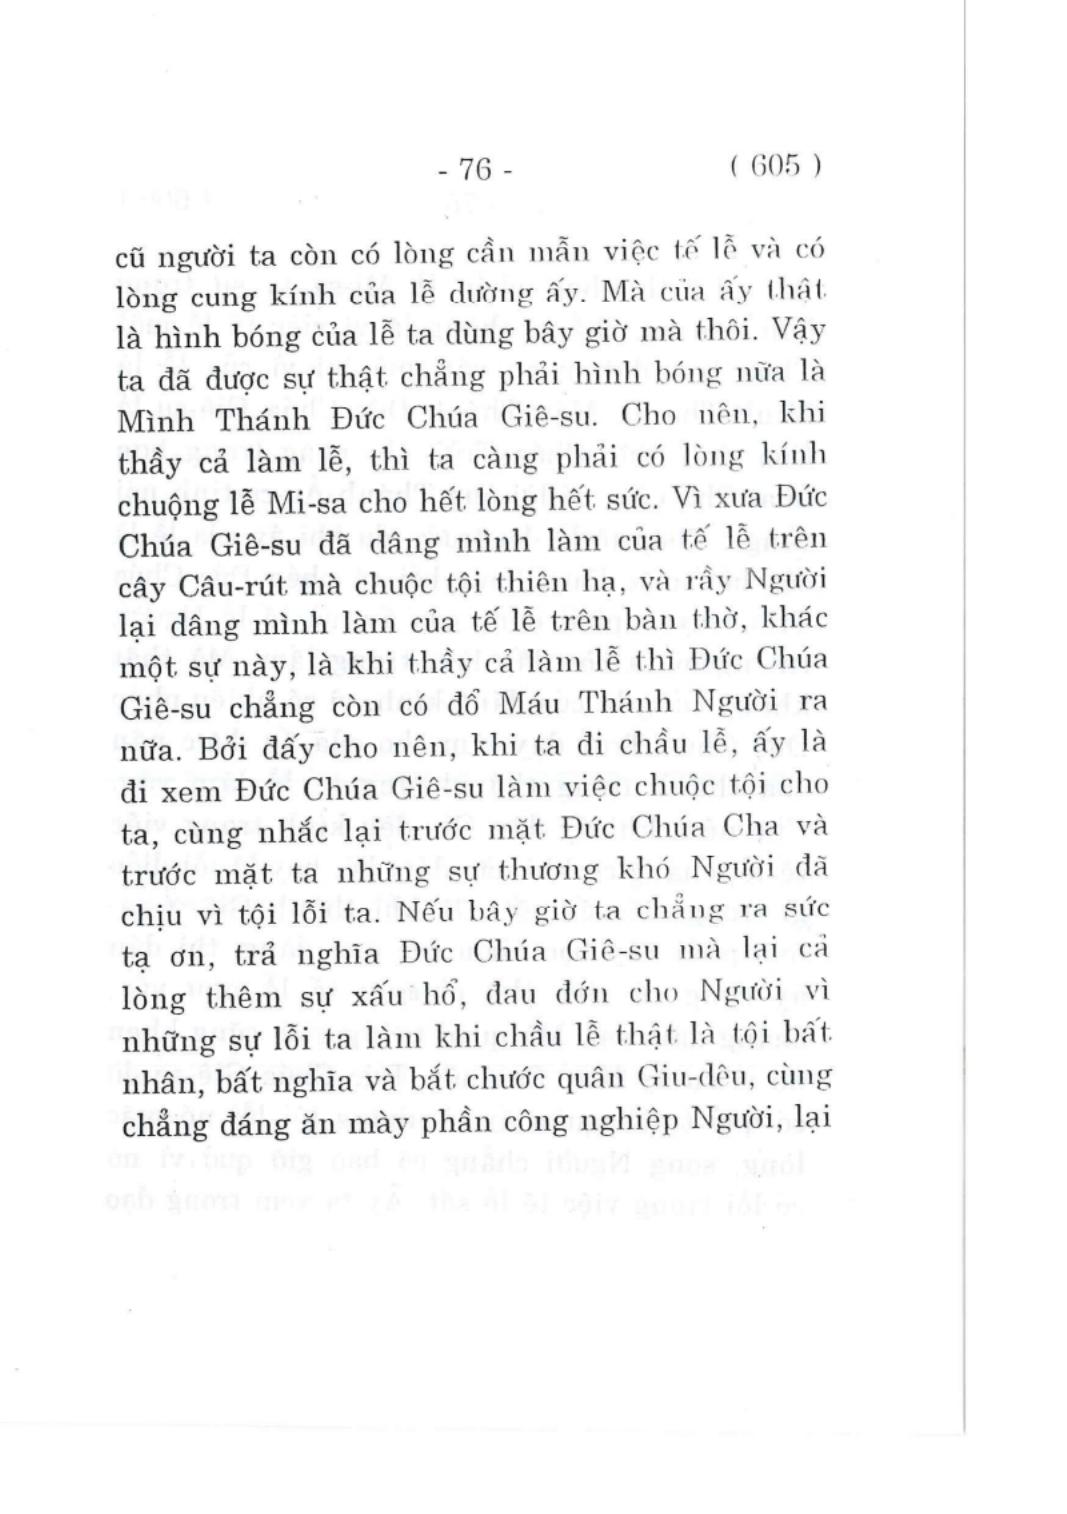 - 76 -
( 605 )
cũ người ta còn có lòng cần mẫn việc tế lễ và có
lòng cung kính của lễ dường ấy. Mà của ấy thật
là hình bóng của lễ ta dùng bây giờ mà thôi. Vậy
ta đã được sự thật chẳng phải hình bóng nữa là
Mình Thánh Đức Chúa Giê-su. Cho nên, khi
thầy cả làm lễ, thì ta càng phải có lòng kính
chuộng lễ Mi-sa cho hết lòng hết sức. Vì xưa Đức
Chúa Giê-su đã dâng mình làm của tế lễ trên
cây Câu-rút mà chuộc tội thiên hạ, và rầy Người
lại dâng mình làm của tế lễ trên bàn thờ, khác
một sự này, là khi thầy cả làm lễ thì Đức Chúa
Giê-su chẳng còn có đổ Máu Thánh Người ra
nữa. Bởi đấy cho nên, khi ta đi chầu lễ, ấy là
đi xem Đức Chúa Giê-su làm việc chuộc tội cho
ta, cùng nhắc lại trước mặt Đức Chúa Cha và
trước mặt ta những sự thương khó Người đã
chịu vì tội lỗi ta. Nếu bây giờ ta chẳng ra sức
tạ ơn, trả nghĩa Đức Chúa Giê-su mà lại cả
lòng thêm sự xấu hổ, đau đớn cho Người vì
những sự lỗi ta làm khi chầu lễ thật là tội bất
nhân, bất nghĩa và bắt chước quân Giu-dêu, cùng
chẳng đáng ăn mày phần công nghiệp Người, lại